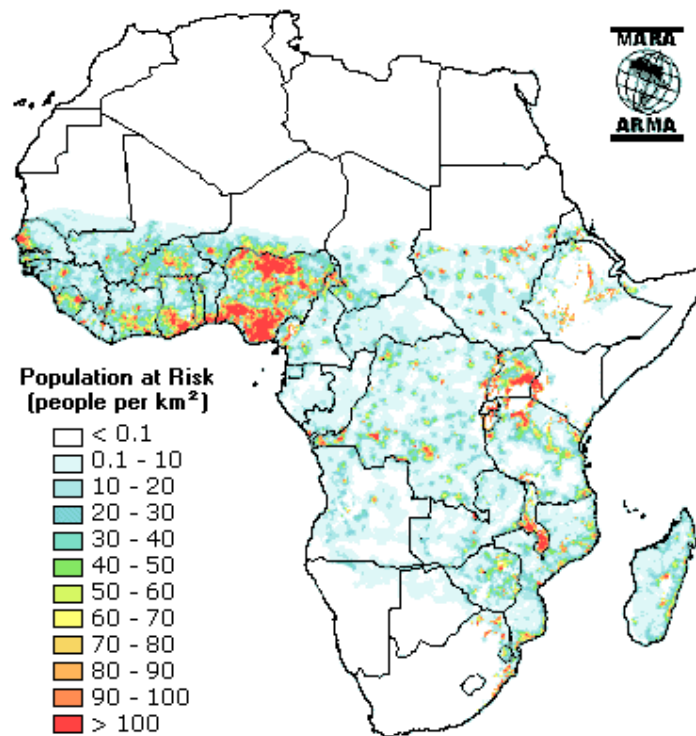 MARA
ARMA
Population at Risk
(people per km²)
< 0.1
0.1 - 10
10 - 20
20 - 30
30 - 40
40 - 50
50 - 60
60 - 70
70 - 80
80 - 90
90 - 100
> 100